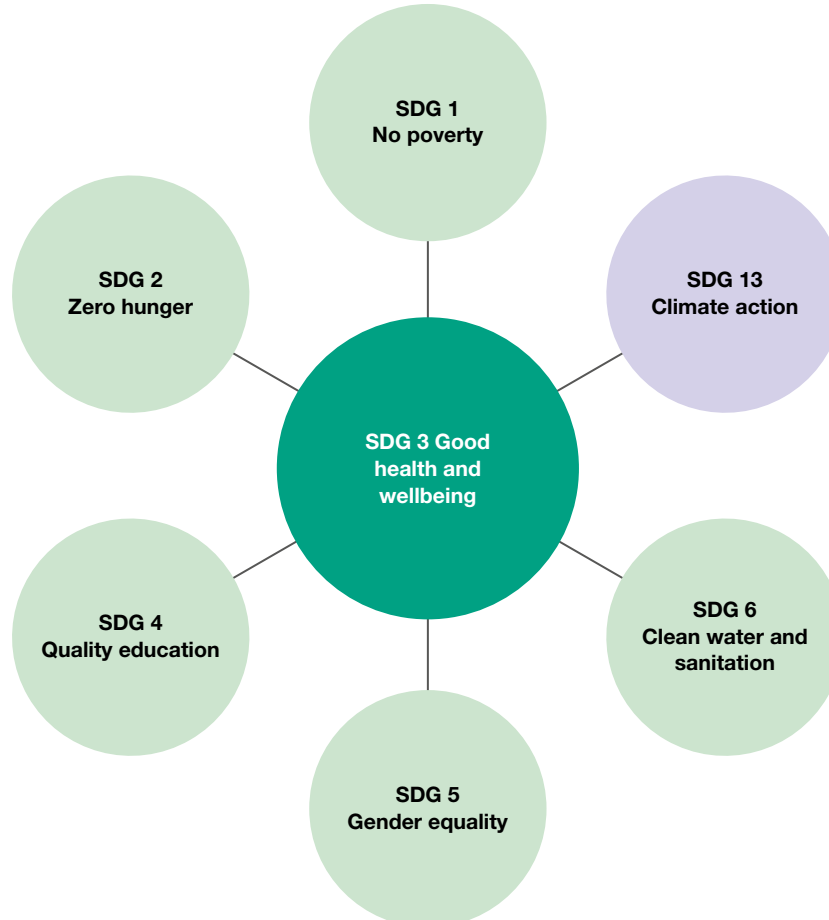 SDG 1
No poverty
SDG 2
Zero hunger
SDG 13
Climate action
SDG 3 Good
health and
wellbeing
SDG 4
Quality education
SDG 6
Clean water and
sanitation
SDG 5
Gender equality